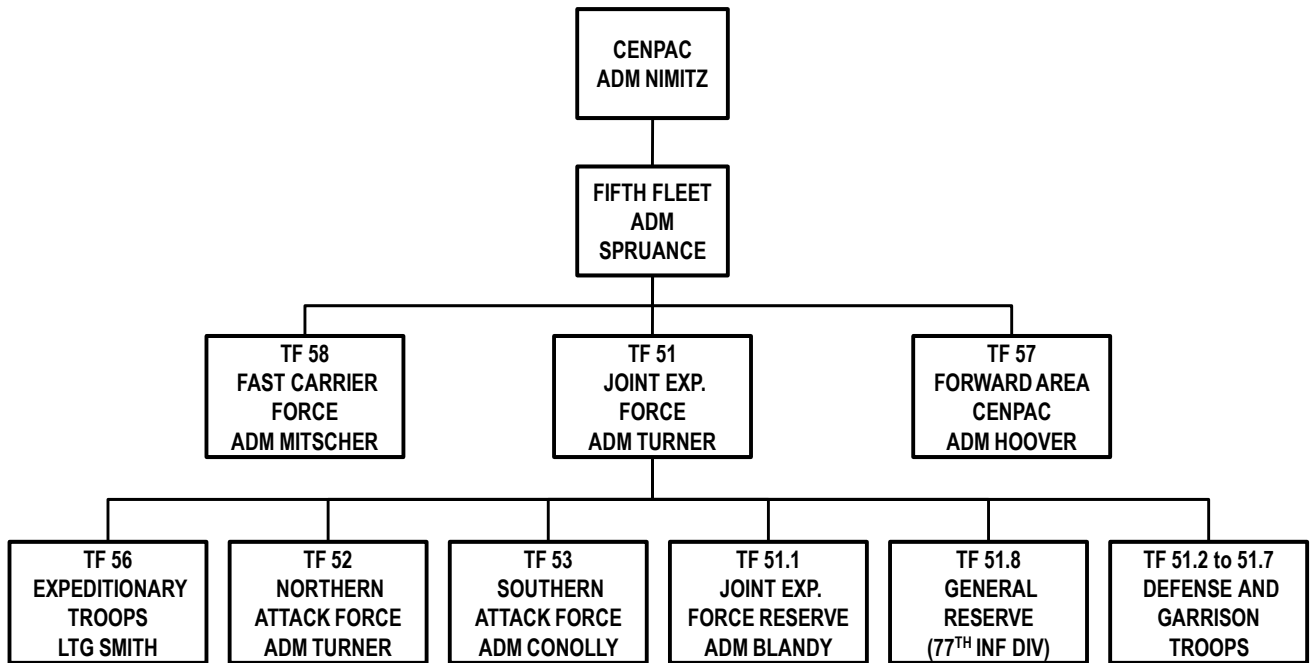 CENPAC
ADM NIMITZ
FIFTH FLEET
ADM
SPRUANCE
TF 58
FAST CARRIER
FORCE
ADM MITSCHER
TF 51
JOINT EXP.
FORCE
ADM TURNER
TF 57
FORWARD AREA
CENPAC
ADM HOOVER
TF 56
EXPEDITIONARY
TROOPS
LTG SMITH
TF 52
NORTHERN
ATTACK FORCE
ADM TURNER
TF 53
SOUTHERN
ATTACK FORCE
ADM CONOLLY
TF 51.1
JOINT EXP.
FORCE RESERVE
ADM BLANDY
TF 51.8
GENERAL
RESERVE
(77TH INF DIV)
TF 51.2 to 51.7
DEFENSE AND
GARRISON
TROOPS